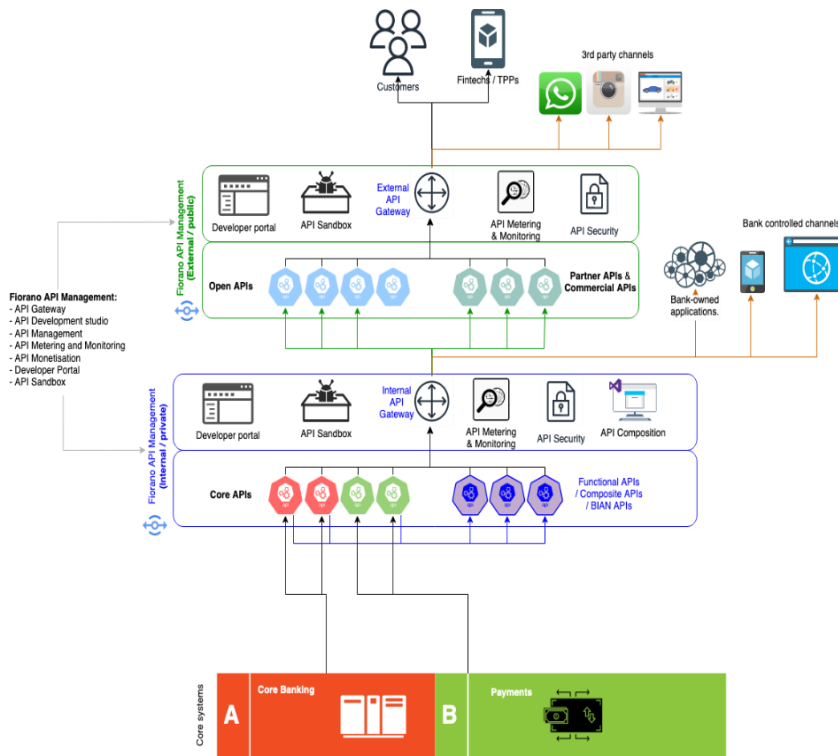 Customers
Fintechs / TPPs
3rd party channels
Fiorano API Management
(External / public)
Developer portal
API Sandbox
External
API
Gateway
API Metering
& Monitoring
API Security
Bank controlled channels
Open APIs
Partner APIs &
Commercial APIs
Bank-owned
applications.
Fiorano API Management:
- API Gateway
- API Development studio
- API Management
- API Metering and Monitoring
- API Monetisation
- Developer Portal
- API Sandbox
Fiorano API Management
(Internal / private)
Developer portal
API Sandbox
Internal
API
Gateway
API Metering
& Monitoring
API Security
API Composition
Core APIs
Functional APIs
/ Composite APIs
/ BIAN APIs
Core systems
A
Core Banking
B
Payments